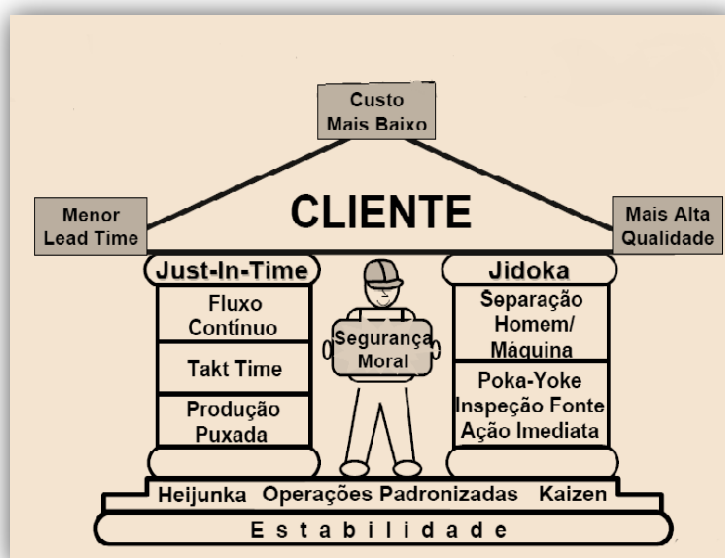 Custo
Mais Baixo
CLIENTE
Menor
Lead Time
Mais Alta
Qualidade
Just-In-Time
Fluxo
Contínuo
Takt Time
Produção
Puxada
Segurança
Moral
Jidoka
Separação
Homem/
Máquina
Poka-Yoke
Inspeção Fonte
Ação Imediata
Heijunka Operações Padronizadas Kaizen
Estabilidade